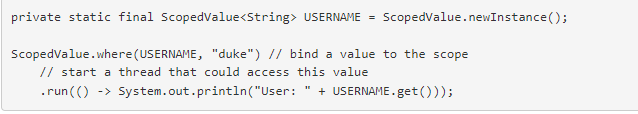 private static final ScopedValue<String> USERNAME = ScopedValue.newInstance();
ScopedValue.where(USERNAME, "duke") // bind a value to the scope
// start a thread that could access this value
.run(() -> System.out.println("User: " + USERNAME.get()));